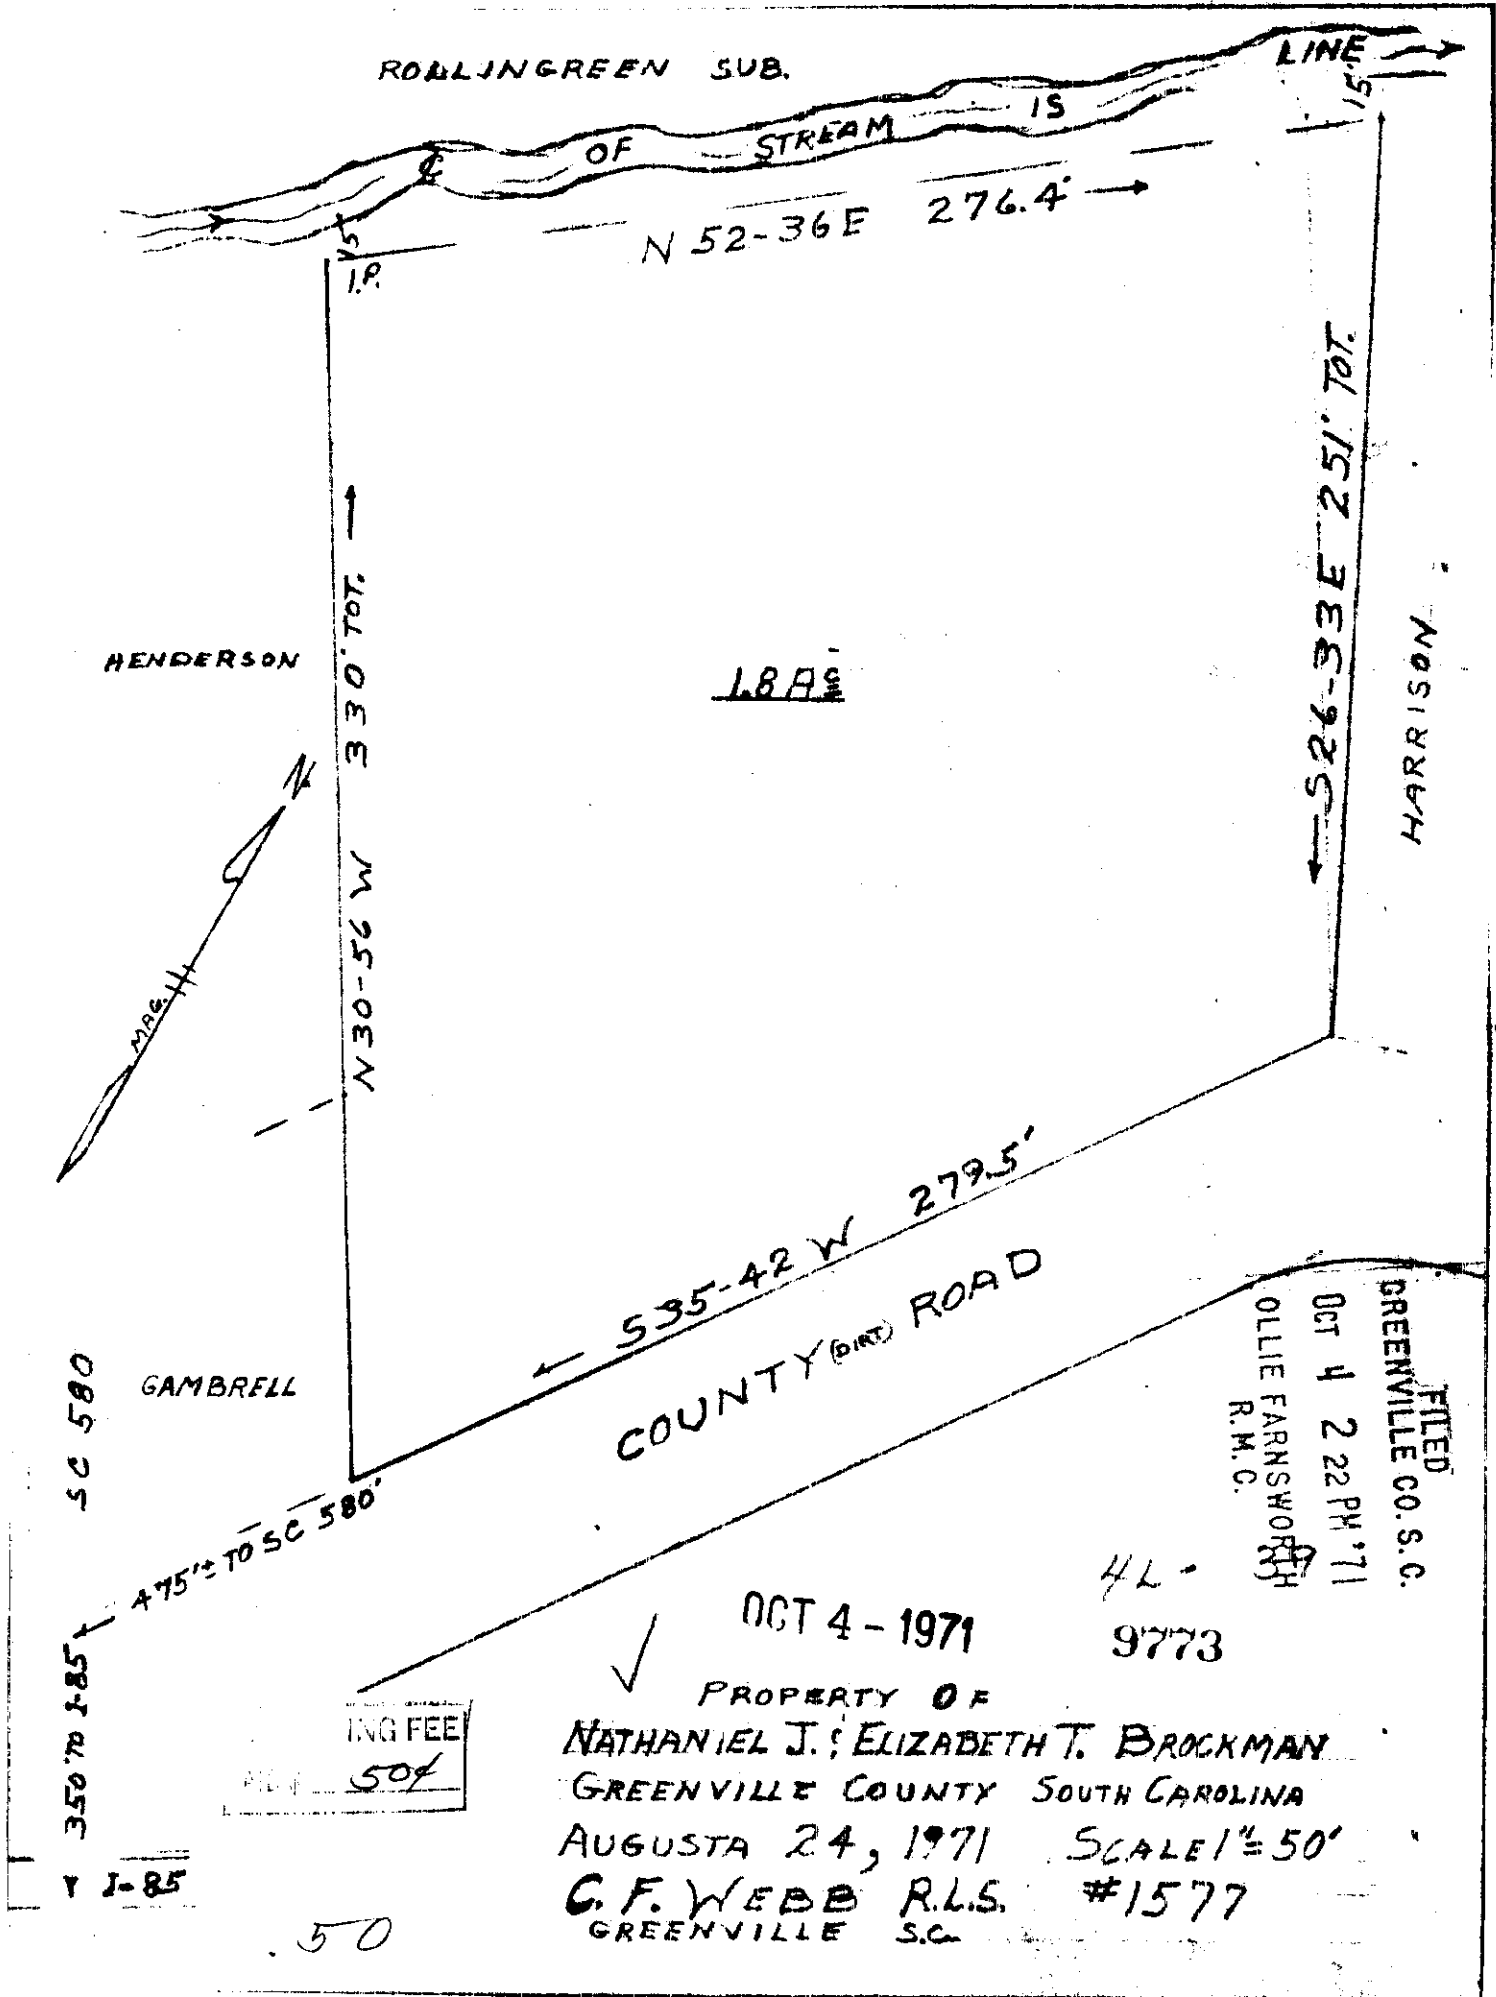 ROLLINGREEN SUB.
℄ OF STREAM IS LINE
15'
15
I.P.
N 52-36 E 276.4'
S26-33E 251' TOT.
HARRISON
HENDERSON
N30-56 W 330' TOT.
1.8 Acs
N
MAG.
GAMBRELL
S35-42 W 279.5'
COUNTY (DIRT) ROAD
475'± TO SC 580'
SC 580
350' TO I-85
I-85
FILED
GREENVILLE CO. S. C.
OCT 4 2 22 PM '71
OLLIE FARNSWORTH
R.M.C.
4L -
OCT 4 - 1971
9773
ING FEE
50¢
.50
PROPERTY OF
NATHANIEL J. & ELIZABETH T. BROCKMAN
GREENVILLE COUNTY SOUTH CAROLINA
AUGUSTA 24, 1971 SCALE 1"=50'
C. F. WEBB R.L.S. #1577
GREENVILLE S.C.